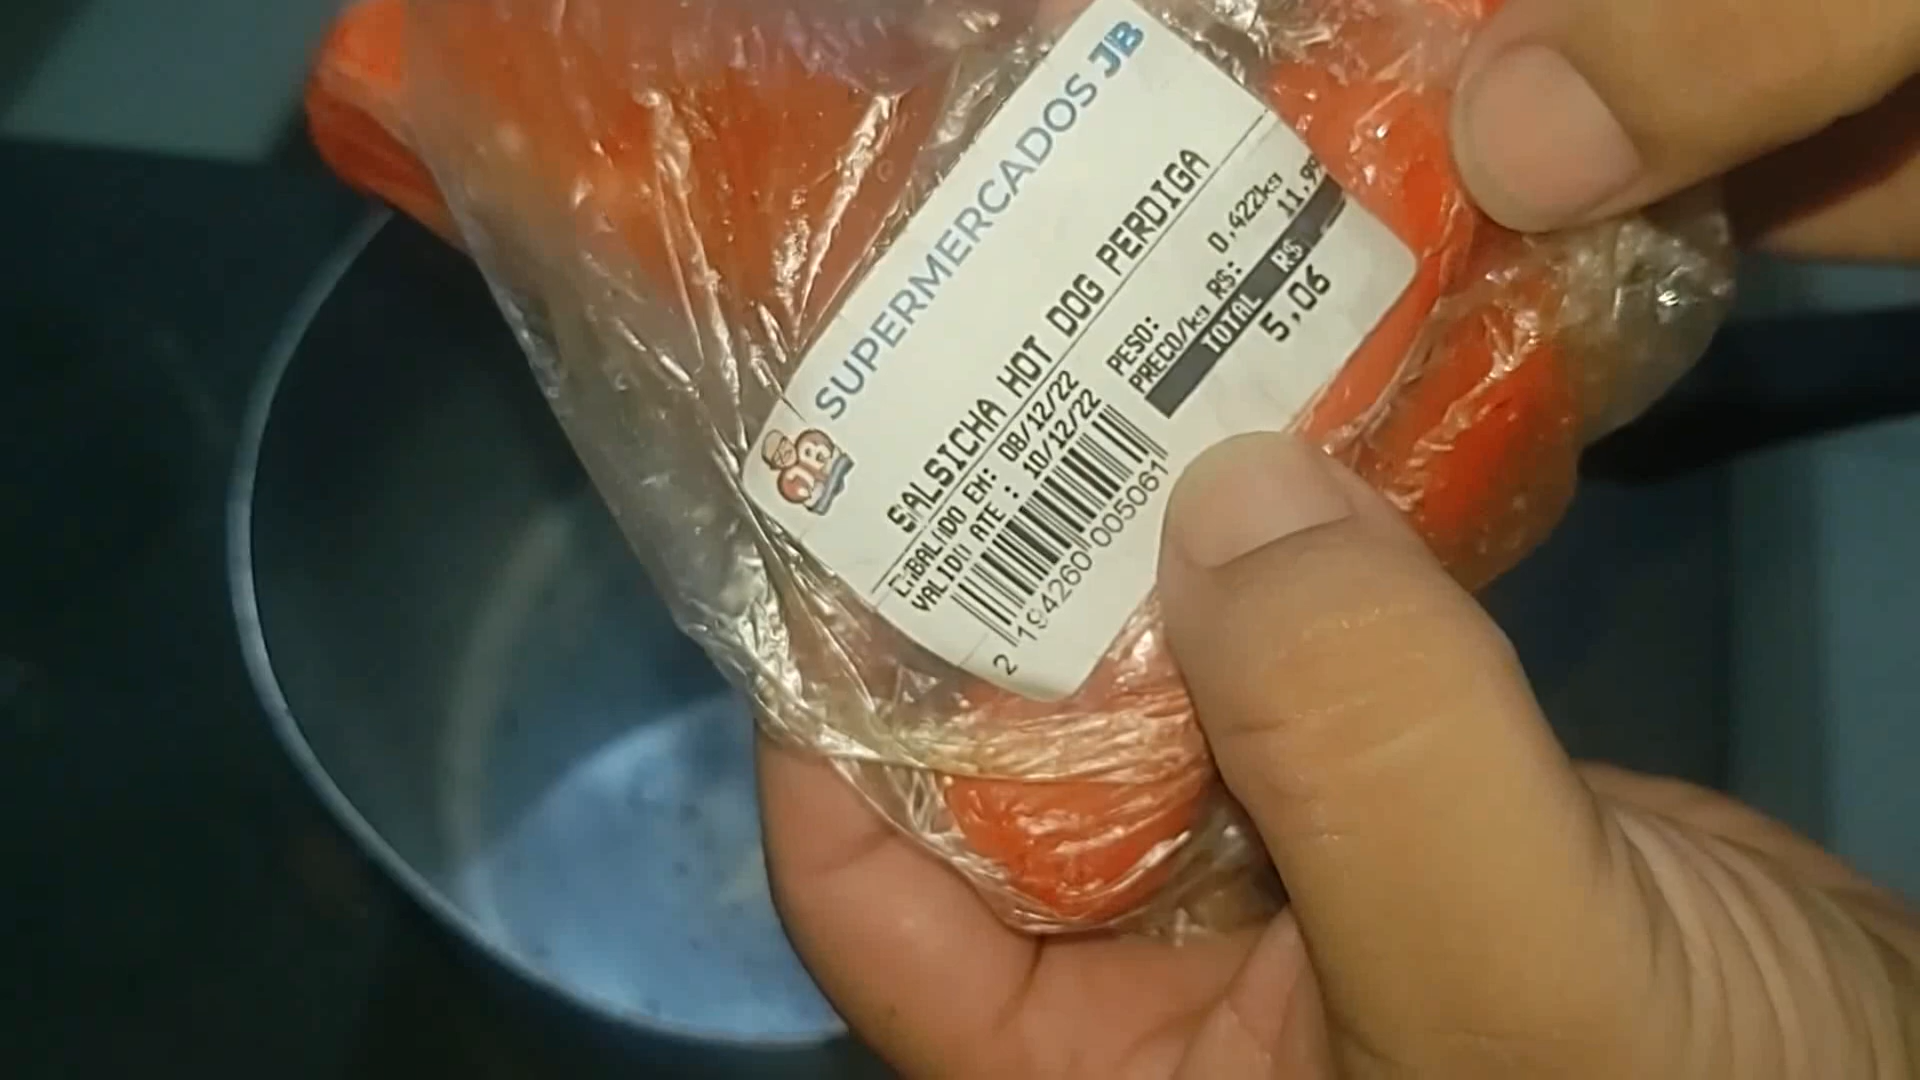 SUPERMERCADOS JB
SALSICHA HOT DOG PERDIGA
EMBALADO EM: 08/12/22
VALIDO ATE : 10/12/22
PESO: 0,422kg
PRECO/kg R$: 11,99
TOTAL R$
5,06
2 194260 005061